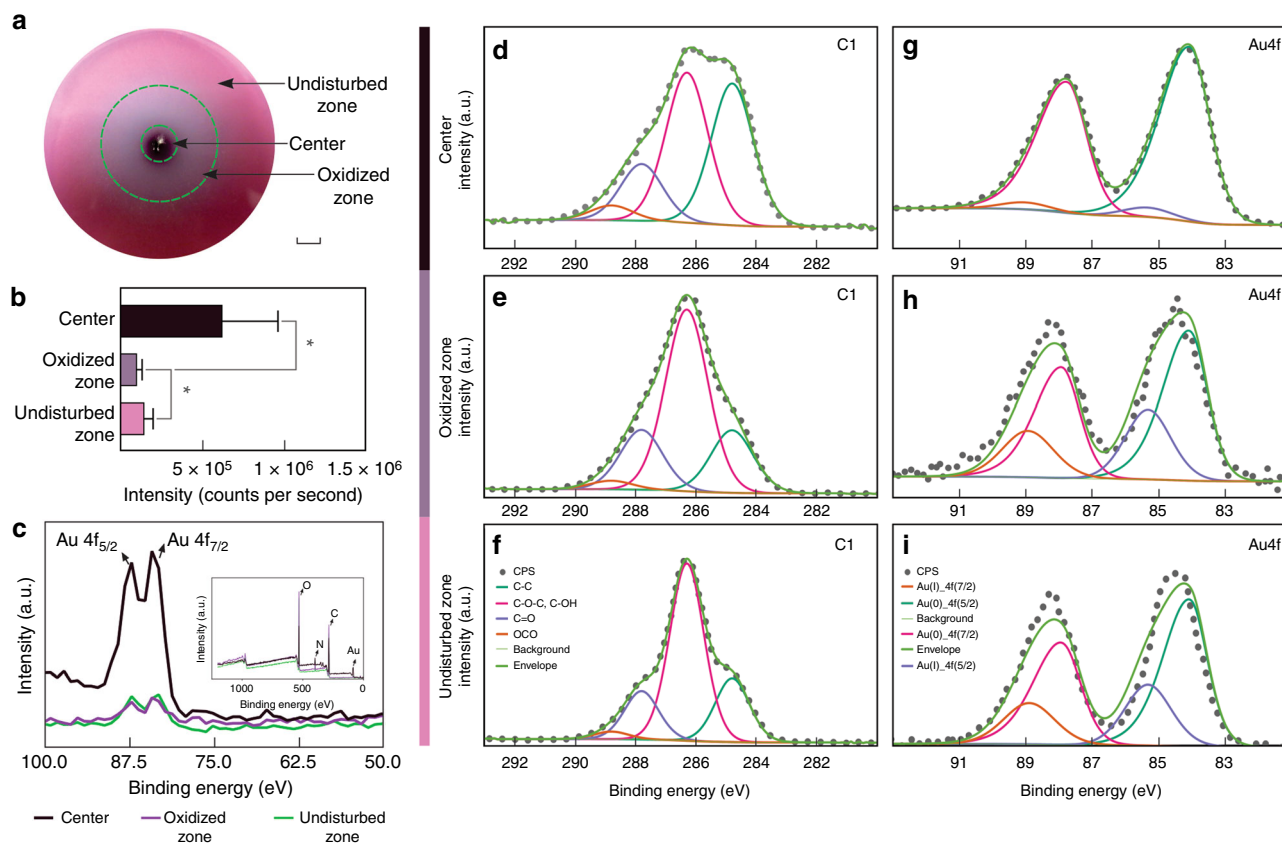 a
Undisturbed
zone
Center
Oxidized
zone
b
Center
Oxidized
zone
Undisturbed
zone
*
*
5 × 10⁵
1 × 10⁶
1.5 × 10⁶
Intensity (counts per second)
c
Au 4f5/2
Au 4f7/2
Intensity (a.u.)
100.0
87.5
75.0
62.5
50.0
Binding energy (eV)
Intensity (a.u.)
O
N
C
Au
1000
500
0
Binding energy (eV)
Center
Oxidized
zone
Undisturbed
zone
Center
intensity (a.u.)
d
C1
292
290
288
286
284
282
g
Au4f
91
89
87
85
83
Oxidized zone
intensity (a.u.)
e
C1
292
290
288
286
284
282
h
Au4f
91
89
87
85
83
Undisturbed zone
intensity (a.u.)
f
C1
CPS
C-C
C-O-C, C-OH
C=O
OCO
Background
Envelope
292
290
288
286
284
282
Binding energy (eV)
i
Au4f
CPS
Au(I)_4f(7/2)
Au(0)_4f(5/2)
Background
Au(0)_4f(7/2)
Envelope
Au(I)_4f(5/2)
91
89
87
85
83
Binding energy (eV)